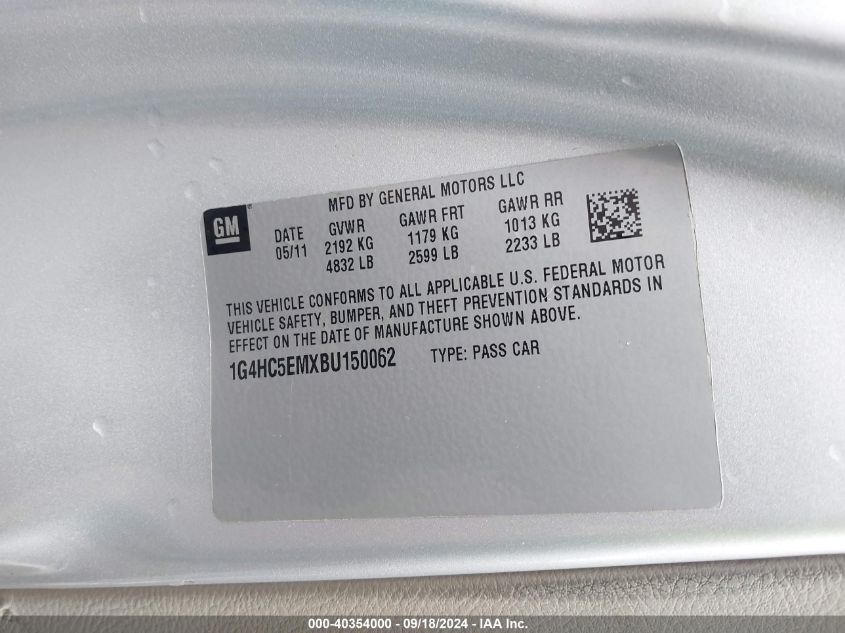 MFD BY GENERAL MOTORS LLC
GM
DATE GVWR GAWR FRT GAWR RR
05/11 2192 KG 1179 KG 1013 KG
4832 LB 2599 LB 2233 LB
THIS VEHICLE CONFORMS TO ALL APPLICABLE U.S. FEDERAL MOTOR
VEHICLE SAFETY, BUMPER, AND THEFT PREVENTION STANDARDS IN
EFFECT ON THE DATE OF MANUFACTURE SHOWN ABOVE.
1G4HC5EMXBU150062 TYPE: PASS CAR
000-40354000 - 09/18/2024 - IAA Inc.